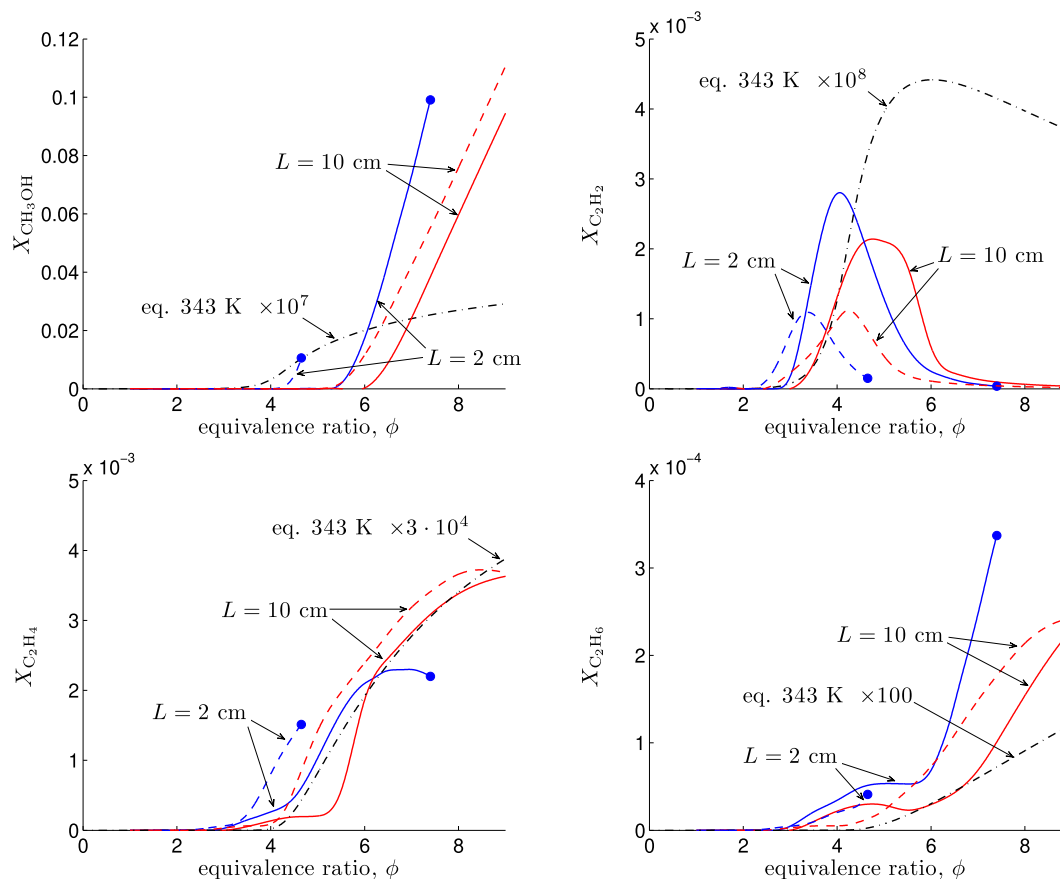 0.12
0.1
0.08
0.06
0.04
0.02
0
X_{CH_3OH}
L = 10 cm
eq. 343 K ×10^7
L = 2 cm
0 2 4 6 8
equivalence ratio, ϕ
x 10^{-3}
5
4
3
2
1
0
X_{C_2H_2}
eq. 343 K ×10^8
L = 2 cm
L = 10 cm
0 2 4 6 8
equivalence ratio, ϕ
x 10^{-3}
5
4
3
2
1
0
X_{C_2H_4}
eq. 343 K ×3 · 10^4
L = 10 cm
L = 2 cm
0 2 4 6 8
equivalence ratio, ϕ
x 10^{-4}
4
3
2
1
0
X_{C_2H_6}
L = 10 cm
eq. 343 K ×100
L = 2 cm
0 2 4 6 8
equivalence ratio, ϕ